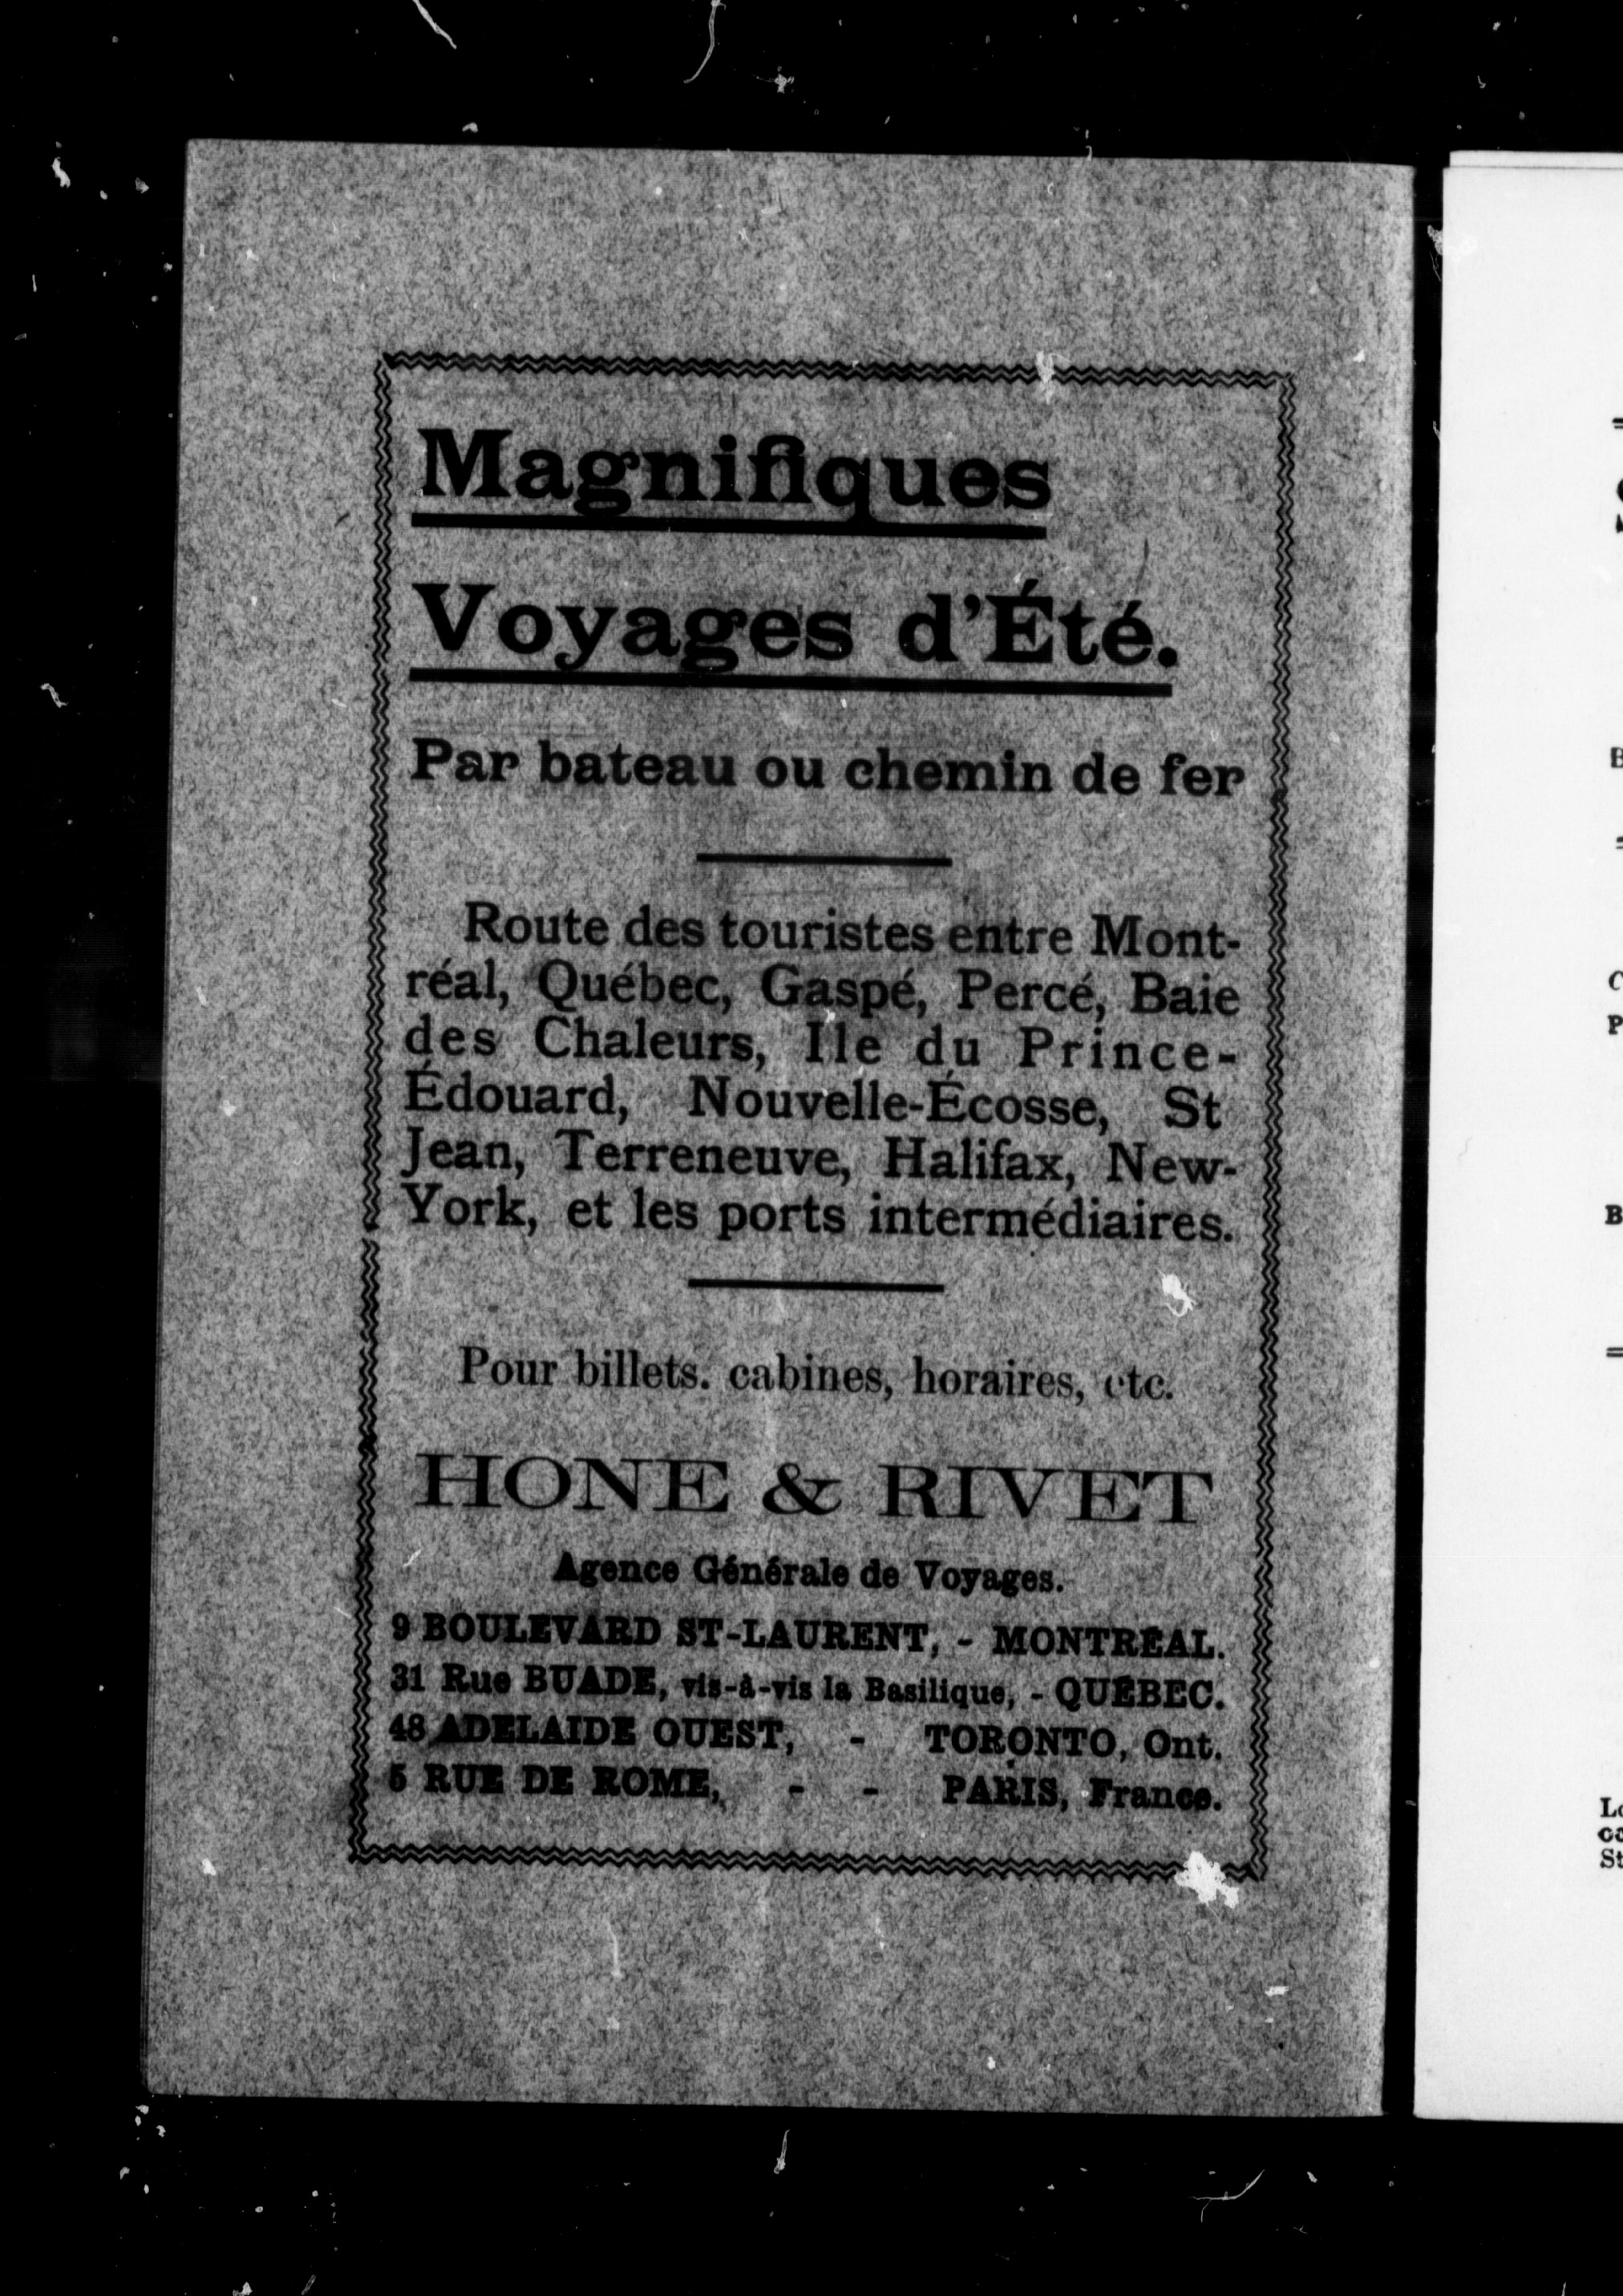 Magnifiques
Voyages d'Été.
Par bateau ou chemin de fer
Route des touristes entre Mont-
réal, Québec, Gaspé, Percé, Baie
des Chaleurs, Ile du Prince-
Édouard, Nouvelle-Écosse, St
Jean, Terreneuve, Halifax, New-
York, et les ports intermédiaires.
Pour billets. cabines, horaires, etc.
HONE & RIVET
Agence Générale de Voyages.
9 BOULEVARD ST-LAURENT, - MONTRÉAL.
31 Rue BUADE, vis-à-vis la Basilique, - QUÉBEC.
48 ADELAIDE OUEST, - TORONTO, Ont.
5 RUE DE ROME, - - PARIS, France.